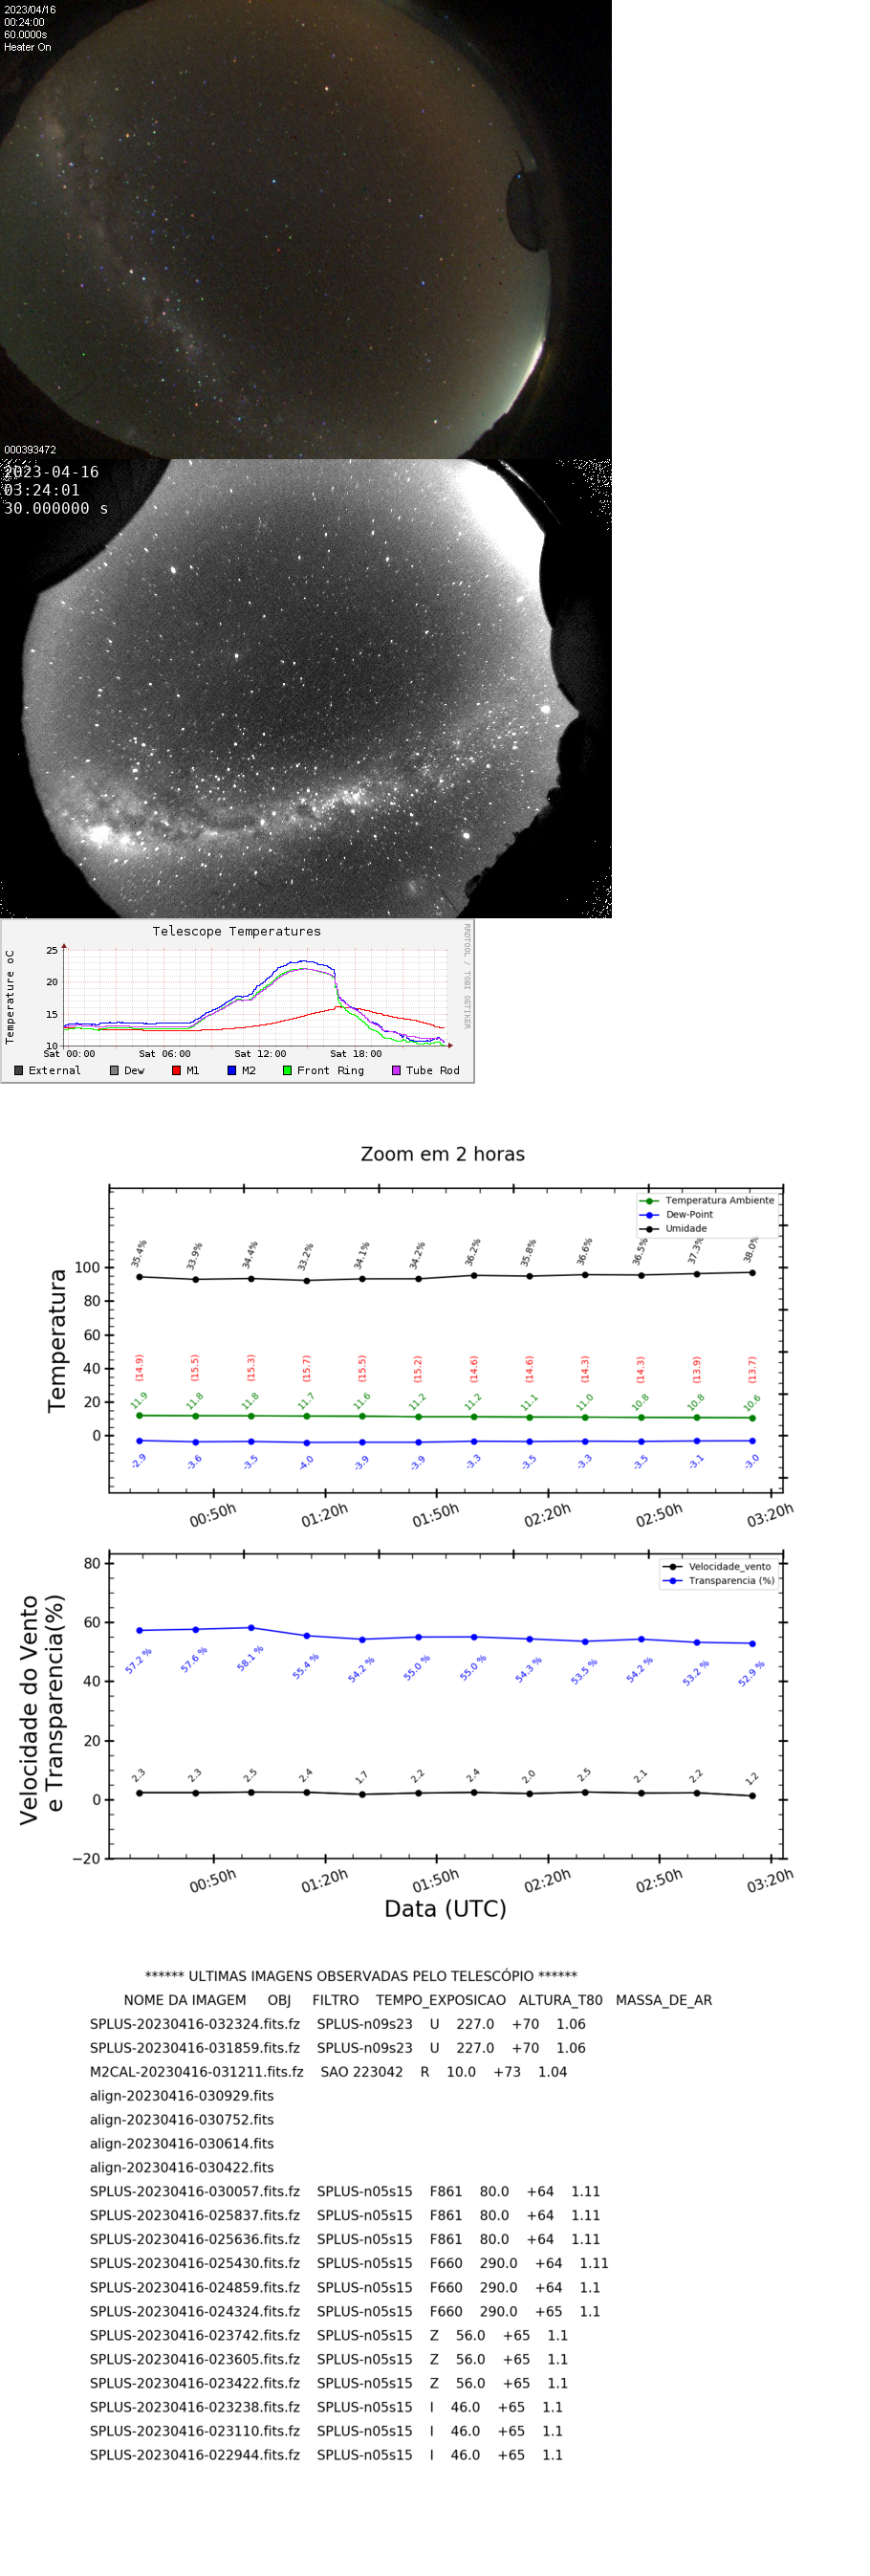 2023/04/16
00:24:00
60.0000s
Heater On
000393472
2023-04-16
03:24:01
30.000000 s
Telescope Temperatures
RRDTOOL / TOBI OETIKER
Temperature oC
25
20
15
10
Sat 00:00 Sat 06:00 Sat 12:00 Sat 18:00
External Dew M1 M2 Front Ring Tube Rod
Zoom em 2 horas
Temperatura Ambiente
Dew-Point
Umidade
Temperatura
100
80
60
40
20
0
35.4% 33.9% 34.4% 33.2% 34.1% 34.2% 36.2% 35.8% 36.6% 36.5% 37.3% 38.0%
(14.9) (15.5) (15.3) (15.7) (15.5) (15.2) (14.6) (14.6) (14.3) (14.3) (13.9) (13.7)
11.9 11.8 11.8 11.7 11.6 11.2 11.2 11.1 11.0 10.8 10.8 10.6
-2.9 -3.6 -3.5 -4.0 -3.9 -3.9 -3.3 -3.5 -3.3 -3.5 -3.1 -3.0
00:50h 01:20h 01:50h 02:20h 02:50h 03:20h
Velocidade_vento
Transparencia (%)
Velocidade do Vento
e Transparencia(%)
80
60
40
20
0
−20
57.2 % 57.6 % 58.1 % 55.4 % 54.2 % 55.0 % 55.0 % 54.3 % 53.5 % 54.2 % 53.2 % 52.9 %
2.3 2.3 2.5 2.4 1.7 2.2 2.4 2.0 2.5 2.1 2.2 1.2
00:50h 01:20h 01:50h 02:20h 02:50h 03:20h
Data (UTC)
****** ULTIMAS IMAGENS OBSERVADAS PELO TELESCÓPIO ******
NOME DA IMAGEM OBJ FILTRO TEMPO_EXPOSICAO ALTURA_T80 MASSA_DE_AR
SPLUS-20230416-032324.fits.fz SPLUS-n09s23 U 227.0 +70 1.06
SPLUS-20230416-031859.fits.fz SPLUS-n09s23 U 227.0 +70 1.06
M2CAL-20230416-031211.fits.fz SAO 223042 R 10.0 +73 1.04
align-20230416-030929.fits
align-20230416-030752.fits
align-20230416-030614.fits
align-20230416-030422.fits
SPLUS-20230416-030057.fits.fz SPLUS-n05s15 F861 80.0 +64 1.11
SPLUS-20230416-025837.fits.fz SPLUS-n05s15 F861 80.0 +64 1.11
SPLUS-20230416-025636.fits.fz SPLUS-n05s15 F861 80.0 +64 1.11
SPLUS-20230416-025430.fits.fz SPLUS-n05s15 F660 290.0 +64 1.11
SPLUS-20230416-024859.fits.fz SPLUS-n05s15 F660 290.0 +64 1.1
SPLUS-20230416-024324.fits.fz SPLUS-n05s15 F660 290.0 +65 1.1
SPLUS-20230416-023742.fits.fz SPLUS-n05s15 Z 56.0 +65 1.1
SPLUS-20230416-023605.fits.fz SPLUS-n05s15 Z 56.0 +65 1.1
SPLUS-20230416-023422.fits.fz SPLUS-n05s15 Z 56.0 +65 1.1
SPLUS-20230416-023238.fits.fz SPLUS-n05s15 I 46.0 +65 1.1
SPLUS-20230416-023110.fits.fz SPLUS-n05s15 I 46.0 +65 1.1
SPLUS-20230416-022944.fits.fz SPLUS-n05s15 I 46.0 +65 1.1